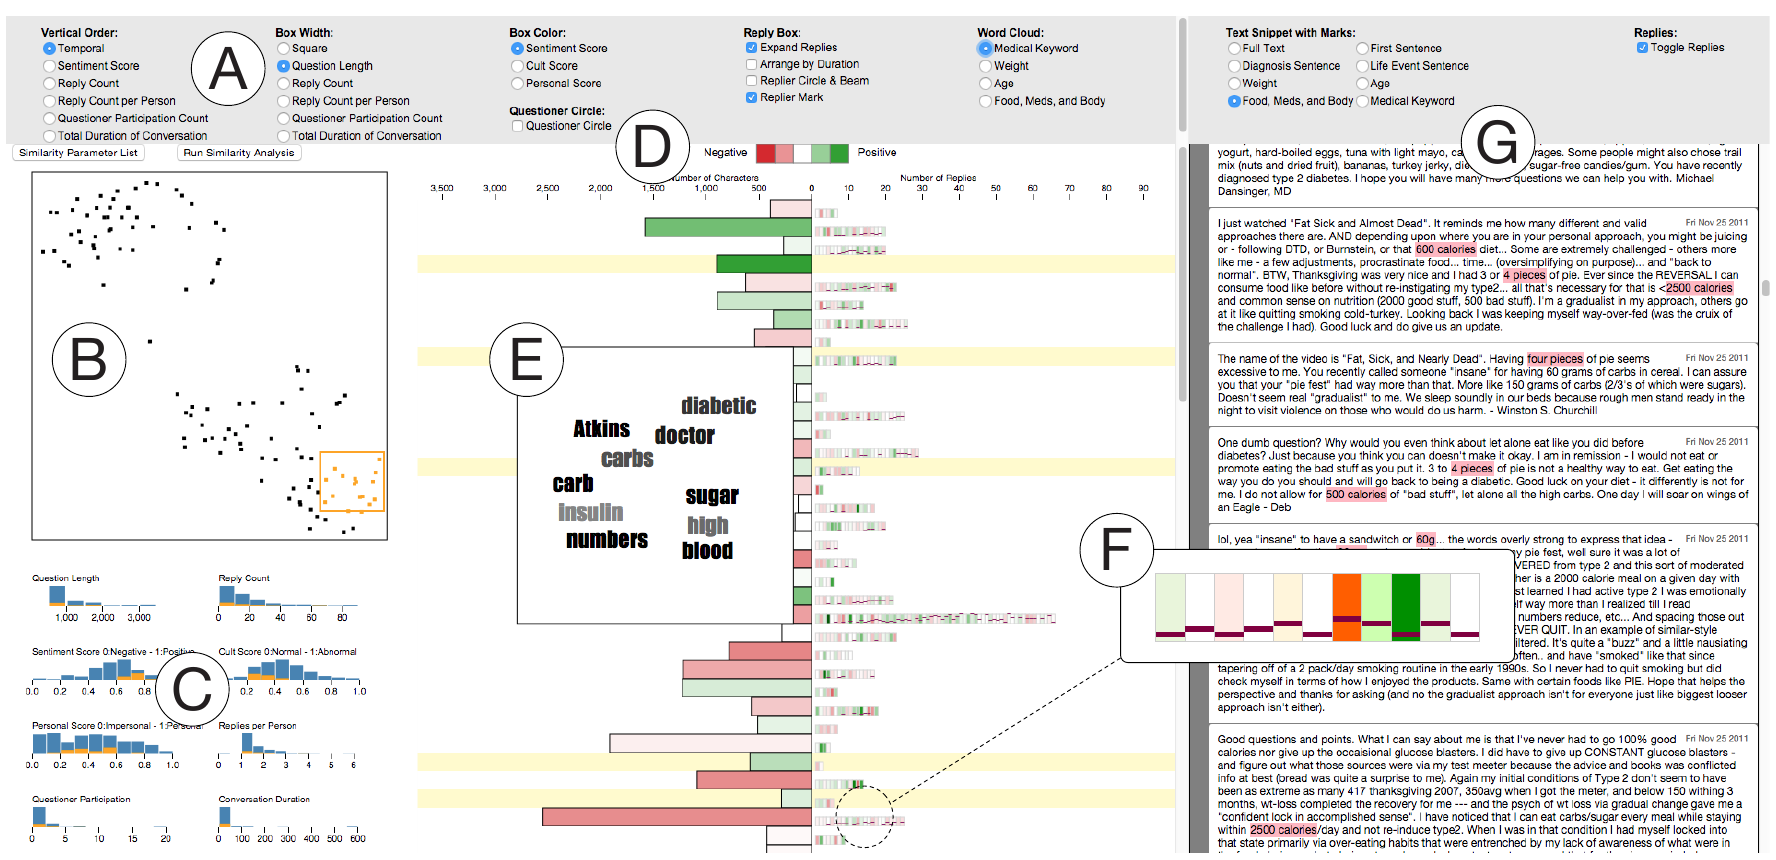 Vertical Order:
Temporal
Sentiment Score
Reply Count
Reply Count per Person
Questioner Participation Count
Total Duration of Conversation
A
Box Width:
Square
Question Length
Reply Count
Reply Count per Person
Questioner Participation Count
Total Duration of Conversation
Box Color:
Sentiment Score
Cult Score
Personal Score
Questioner Circle:
Questioner Circle
D
Reply Box:
Expand Replies
Arrange by Duration
Replier Circle & Beam
Replier Mark
Word Cloud:
Medical Keyword
Weight
Age
Food, Meds, and Body
Text Snippet with Marks:
Full Text
Diagnosis Sentence
Weight
Food, Meds, and Body
First Sentence
Life Event Sentence
Age
Medical Keyword
Replies:
Toggle Replies
G
Similarity Parameter List
Run Similarity Analysis
Negative
Positive
Number of Characters
Number of Replies
3,500 3,000 2,500 2,000 1,500 1,000 500 0 10 20 30 40 50 60 70 80 90
B
E
diabetic
Atkins
doctor
carbs
carb
sugar
insulin
high
numbers
blood
F
C
Question Length
1,000 2,000 3,000
Reply Count
0 20 40 60 80
Sentiment Score 0:Negative - 1:Positive
0.0 0.2 0.4 0.6 0.8
Cult Score 0:Normal - 1:Abnormal
0.2 0.4 0.6 0.8 1.0
Personal Score 0:Impersonal - 1:Personal
0.0 0.2 0.4 0.6 0.8 1.0
Replies per Person
0 1 2 3 4 5 6
Questioner Participation
0 5 10 15 20
Conversation Duration
0 100 200 300 400 500 600
yogurt, hard-boiled eggs, tuna with light mayo, rages. Some people might also chose trail
mix (nuts and dried fruit), bananas, turkey jerky, sugar-free candies/gum. You have recently
diagnosed type 2 diabetes. I hope you will have many more questions we can help you with. Michael
Dansinger, MD
I just watched "Fat Sick and Almost Dead". It reminds me how many different and valid Fri Nov 25 2011
approaches there are. AND depending upon where you are in your personal approach, you might be juicing
or - following DTD, or Burnstein, or that 600 calories diet... Some are extremely challenged - others more
like me - a few adjustments, procrastinate food... time... (oversimplifying on purpose)... and "back to
normal". BTW, Thanksgiving was very nice and I had 3 or 4 pieces of pie. Ever since the REVERSAL I can
consume food like before without re-instigating my type2... all that's necessary for that is <2500 calories
and common sense on nutrition (2000 good stuff, 500 bad stuff). I'm a gradualist in my approach, others go
at it like quitting smoking cold-turkey. Looking back I was keeping myself way-over-fed (was the cruix of
the challenge I had). Good luck and do give us an update.
The name of the video is "Fat, Sick, and Nearly Dead". Having four pieces of pie seems Fri Nov 25 2011
excessive to me. You recently called someone "insane" for having 60 grams of carbs in cereal. I can assure
you that your "pie fest" had way more than that. More like 150 grams of carbs (2/3's of which were sugars).
Doesn't seem real "gradualist" to me. We sleep soundly in our beds because rough men stand ready in the
night to visit violence on those who would do us harm. - Winston S. Churchill
One dumb question? Why would you even think about let alone eat like you did before Fri Nov 25 2011
diabetes? Just because you think you can doesn't make it okay. I am in remission - I would not eat or
promote eating the bad stuff as you put it. 3 to 4 pieces of pie is not a healthy way to eat. Get eating the
way you do you should and will go back to being a diabetic. Good luck on your diet - it differently is not for
me. I do not allow for 500 calories of "bad stuff", let alone all the high carbs. One day I will soar on wings of
an Eagle - Deb
lol, yea "insane" to have a sandwitch or 60g... the words overly strong to express that idea - Fri Nov 25 2011
y pie fest, well sure it was a lot of
VERED from type 2 and this sort of moderated
her is a 2000 calorie meal on a given day with
st learned I had active type 2 I was emotionally
elf way more than I realized till I read
numbers reduce, etc... And spacing those out
EVER QUIT. In an example of similar-style
iltered. It's quite a "buzz" and a little nausiating
often.. and have "smoked" like that since
tapering off of a 2 pack/day smoking routine in the early 1990s. So I never had to quit smoking but did
check myself in terms of how I enjoyed the products. Same with certain foods like PIE. Hope that helps the
perspective and thanks for asking (and no the gradualist approach isn't for everyone just like biggest looser
approach isn't either).
Good questions and points. What I can say about me is that I've never had to go 100% good Fri Nov 25 2011
calories nor give up the occaisional glucose blasters. I did have to give up CONSTANT glucose blasters -
and figure out what those sources were via my test meter because the advice and books was conflicted
info at best (bread was quite a surprise to me). Again my initial conditions of Type 2 don't seem to have
been as extreme as many 417 thanksgiving 2007, 350avg when I got the meter, and below 150 withing 3
months, wt-loss completed the recovery for me --- and the psych of wt loss via gradual change gave me a
"confident lock in accomplished sense". I have noticed that I can eat carbs/sugar every meal while staying
within 2500 calories/day and not re-induce type2. When I was in that condition I had myself locked into
that state primarily via over-eating habits that were entrenched by my lack of awareness of what were in